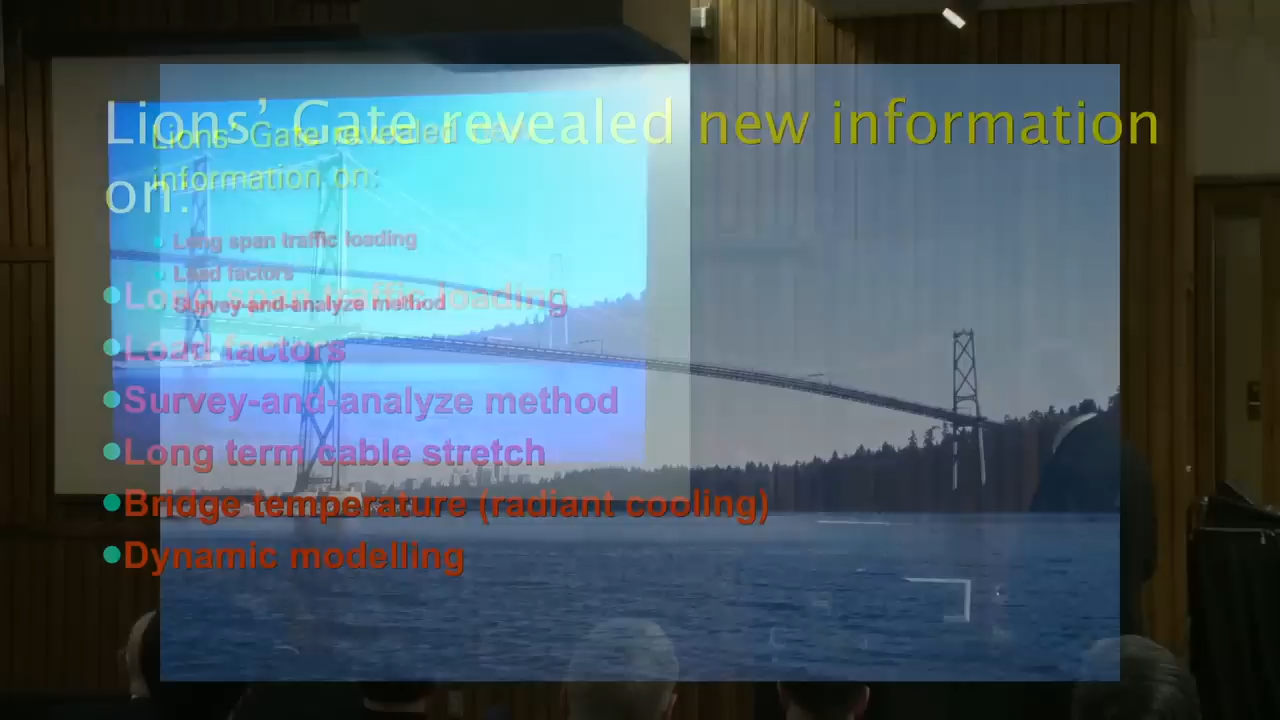 Lions' Gate revealed new information
on:
Long span traffic loading
Load factors
Survey-and-analyze method
Long term cable stretch
Bridge temperature (radiant cooling)
Dynamic modelling
Lions' Gate revealed new
information on:
Long span traffic loading
Load factors
Survey-and-analyze method